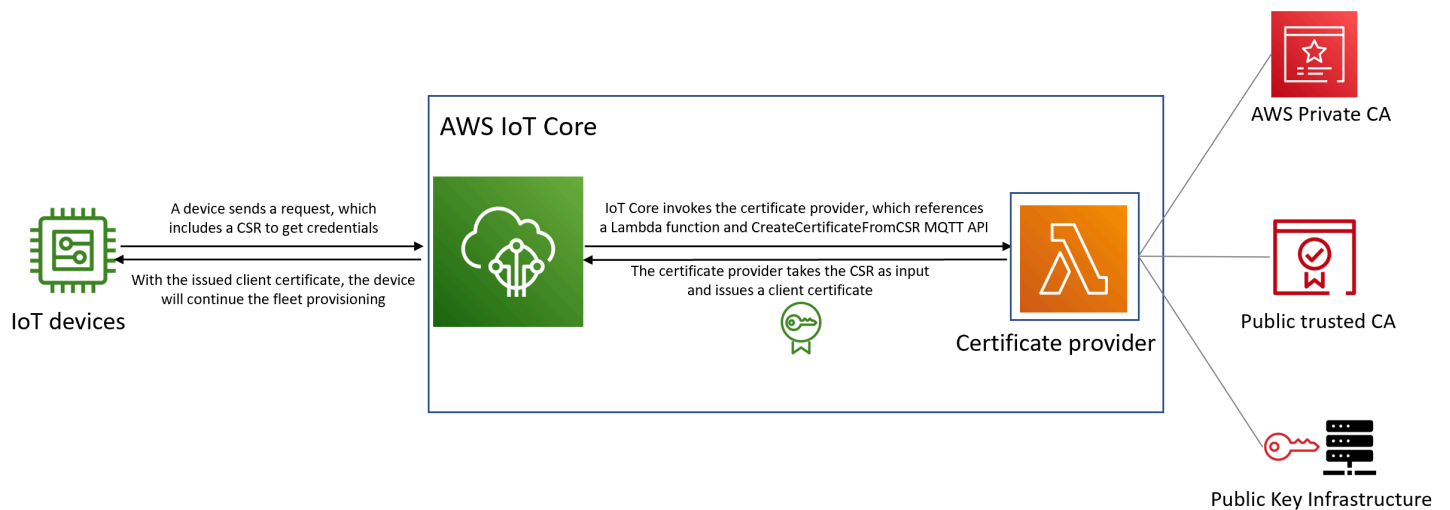 AWS Private CA
AWS IoT Core
A device sends a request, which
includes a CSR to get credentials
With the issued client certificate, the device
will continue the fleet provisioning
IoT devices
IoT Core invokes the certificate provider, which references
a Lambda function and CreateCertificateFromCSR MQTT API
The certificate provider takes the CSR as input
and issues a client certificate
Certificate provider
Public trusted CA
Public Key Infrastructure